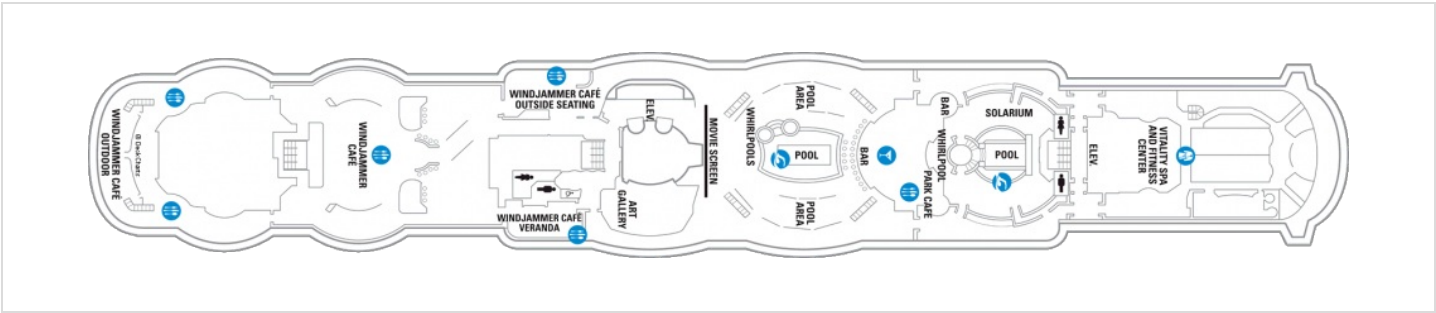 WINDJAMMER CAFÉ
OUTDOOR
WINDJAMMER
CAFÉ
WINDJAMMER CAFÉ
OUTSIDE SEATING
WINDJAMMER CAFÉ
VERANDA
ELEV.
ART
GALLERY
MOVIE SCREEN
WHIRLPOOLS
POOL
AREA
POOL
POOL
AREA
BAR
BAR
WHIRLPOOL
PARK CAFE
SOLARIUM
POOL
ELEV.
VITALITY SPA
AND FITNESS
CENTER